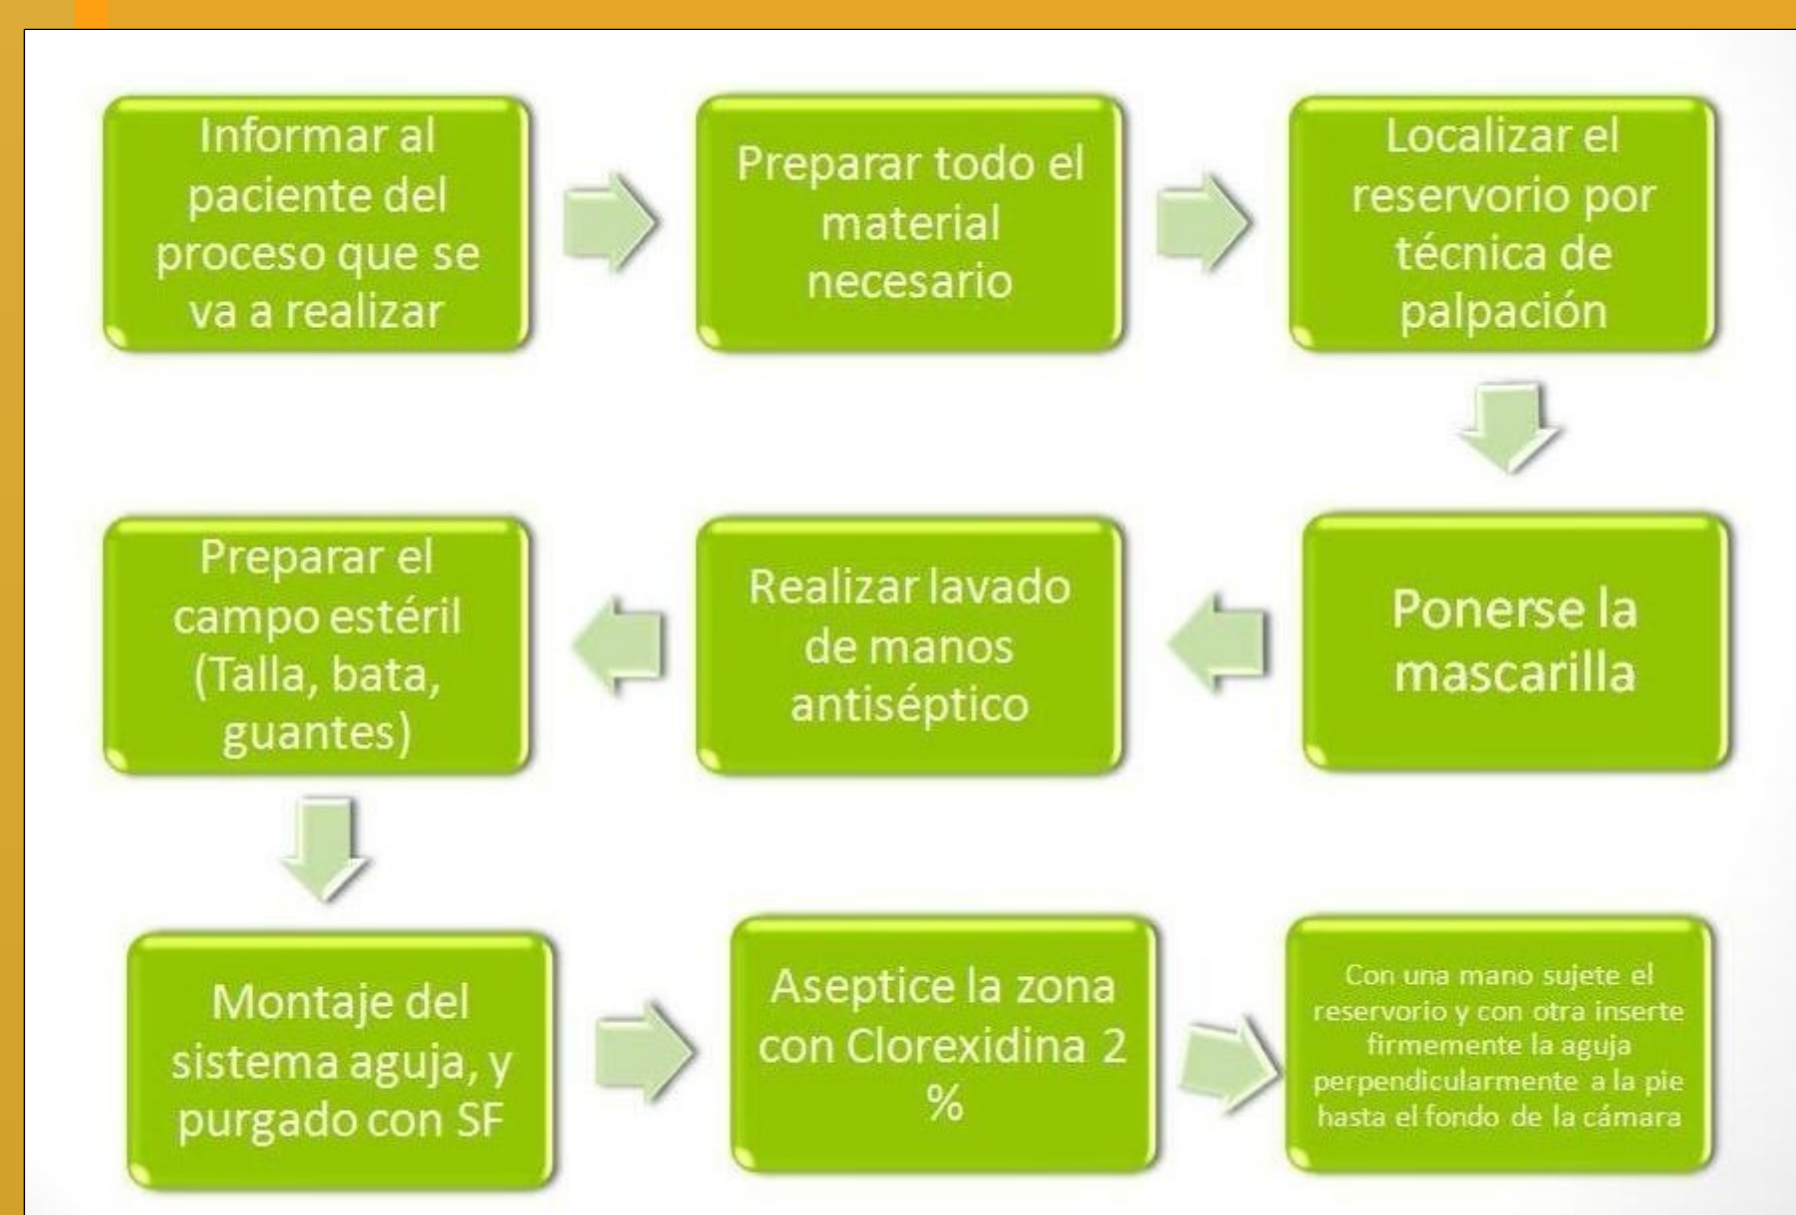 Informar al
paciente del
proceso que se
va a realizar
Preparar todo el
material
necesario
Localizar el
reservorio por
técnica de
palpación
Ponerse la
mascarilla
Realizar lavado
de manos
antiséptico
Preparar el
campo estéril
(Talla, bata,
guantes)
Montaje del
sistema aguja, y
purgado con SF
Aseptice la zona
con Clorexidina 2
%
Con una mano sujete el
reservorio y con otra inserte
firmemente la aguja
perpendicularmente a la pie
hasta el fondo de la cámara